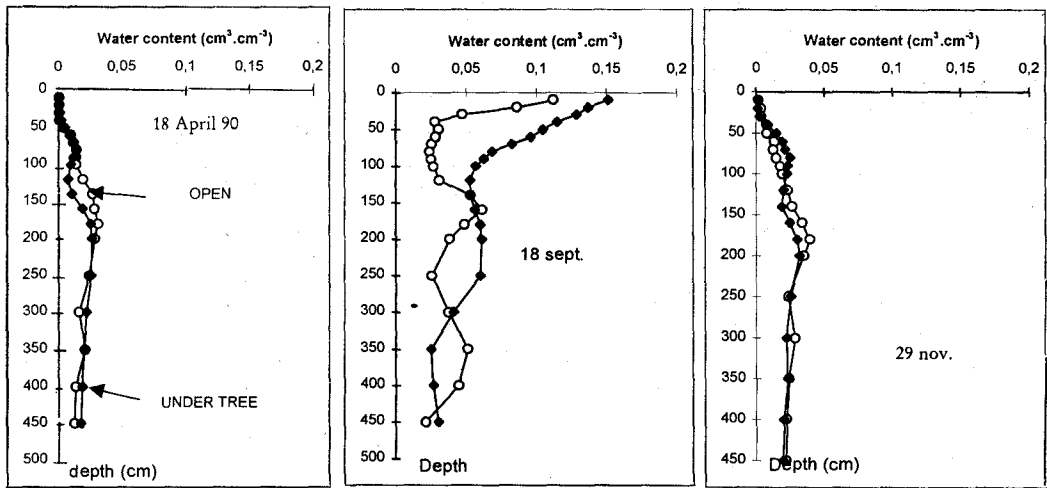 Water content (cm³.cm⁻³)
0 0,05 0,1 0,15 0,2
0
50
100
150
200
250
300
350
400
450
500
18 April 90
OPEN
UNDER TREE
depth (cm)
Water content (cm³.cm⁻³)
0 0,05 0,1 0,15 0,2
0
50
100
150
200
250
300
350
400
450
500
18 sept.
Depth
Water content (cm³.cm⁻³)
0 0,05 0,1 0,15 0,2
0
50
100
150
200
250
300
350
400
450
29 nov.
Depth (cm)